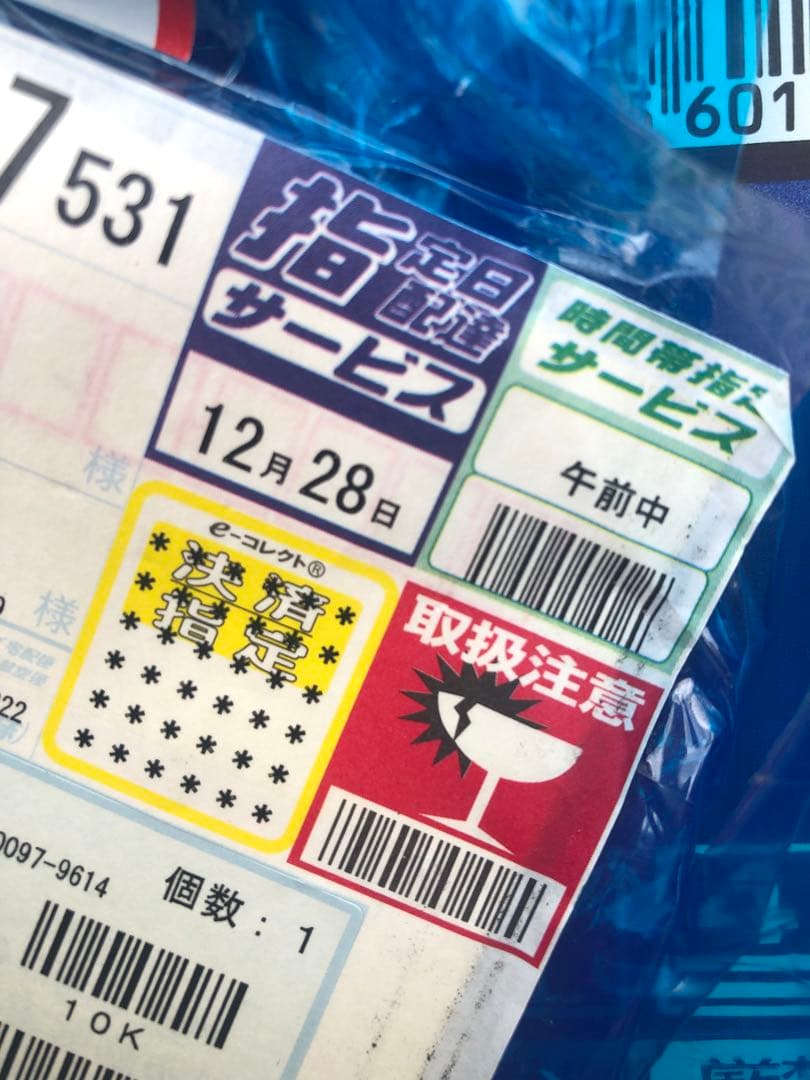 7 531
指定日
配達
サービス
12月28日
時間帯指定
サービス
午前中
様
e-コレクト®
決済
指定
取扱注意
様
22
0097-9614
個数: 1
10K
601